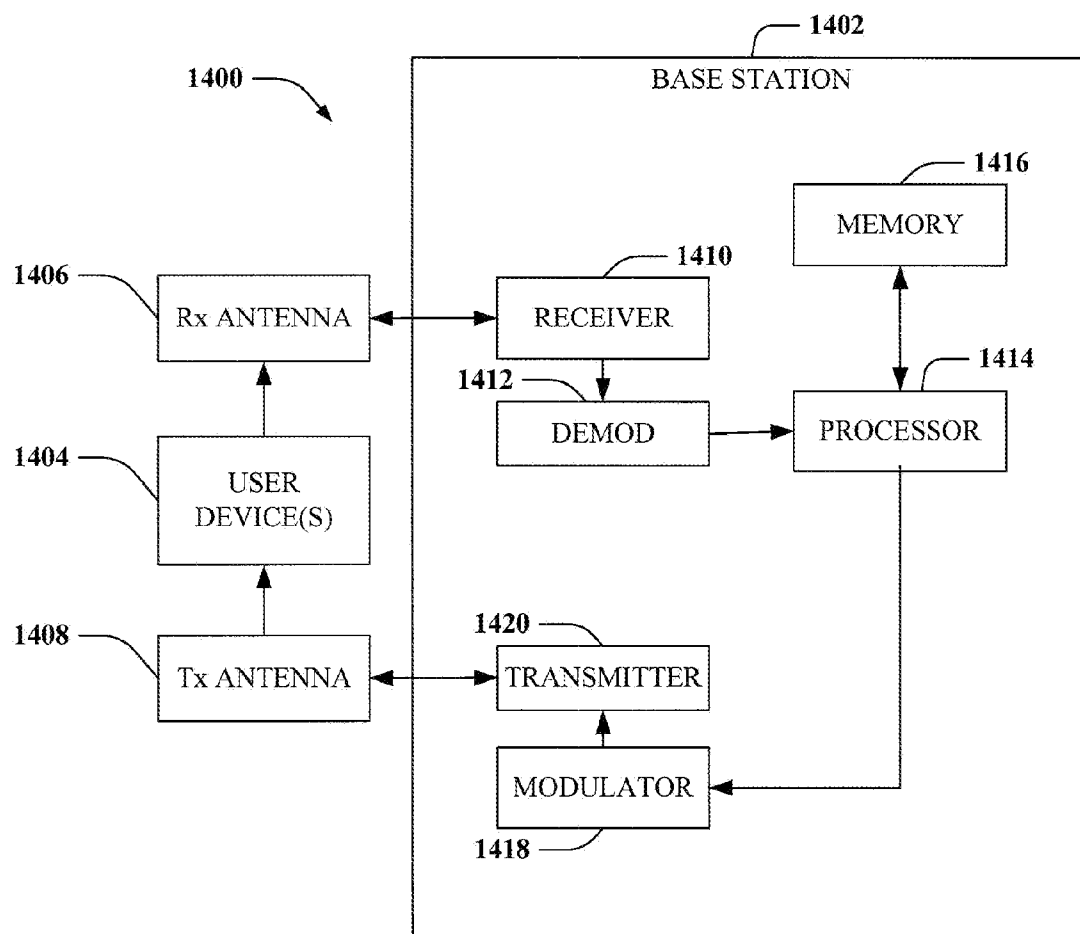 1402
1400
BASE STATION
1416
MEMORY
1406
Rx ANTENNA
1410
RECEIVER
1412
DEMOD
1414
PROCESSOR
1404
USER
DEVICE(S)
1408
Tx ANTENNA
1420
TRANSMITTER
MODULATOR
1418